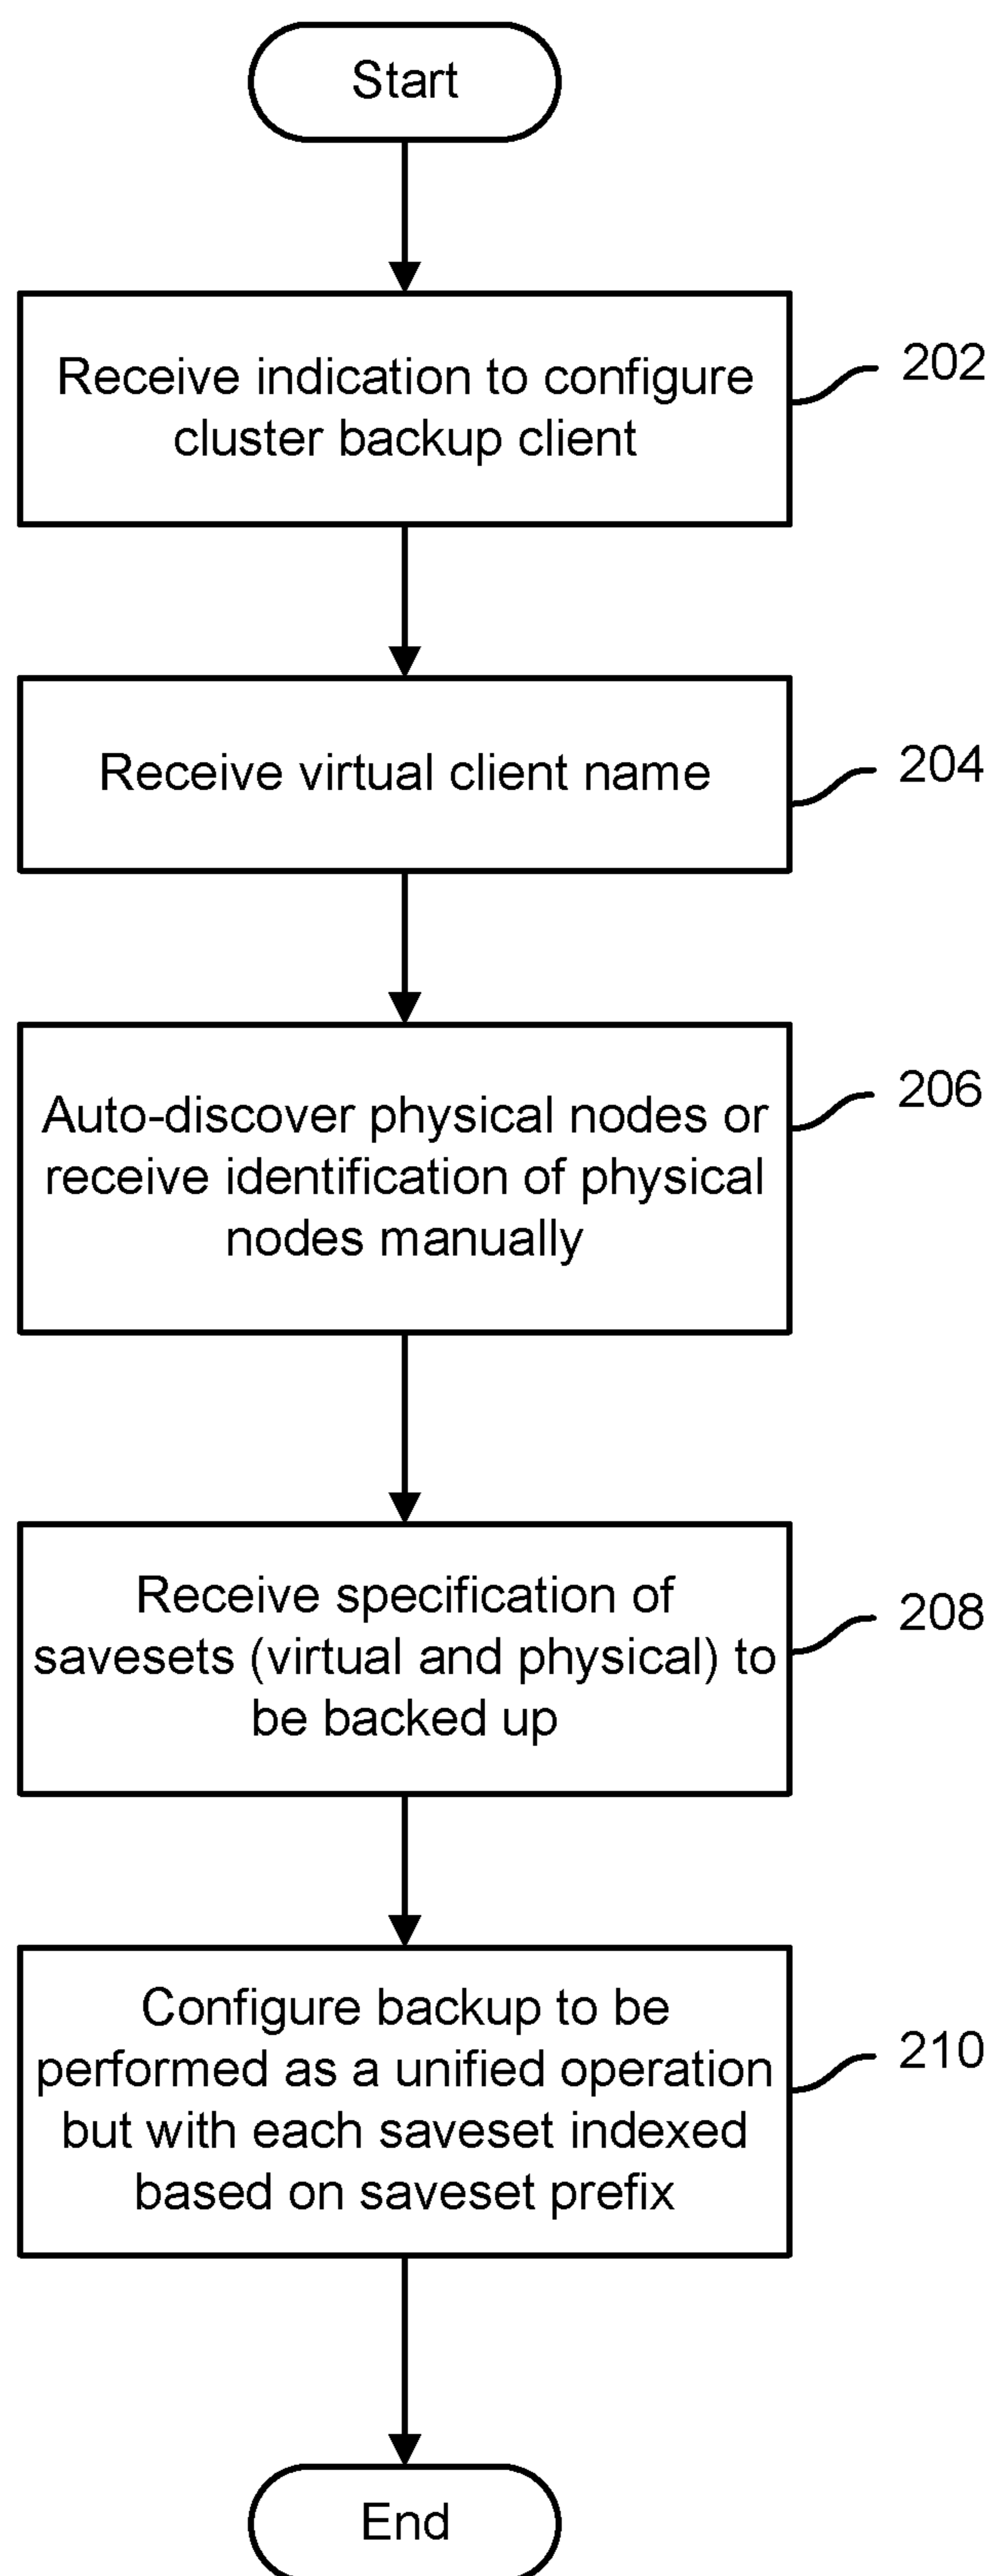 Start
Receive indication to configure
cluster backup client
202
Receive virtual client name
204
Auto-discover physical nodes or
receive identification of physical
nodes manually
206
Receive specification of
savesets (virtual and physical) to
be backed up
208
Configure backup to be
performed as a unified operation
but with each saveset indexed
based on saveset prefix
210
End